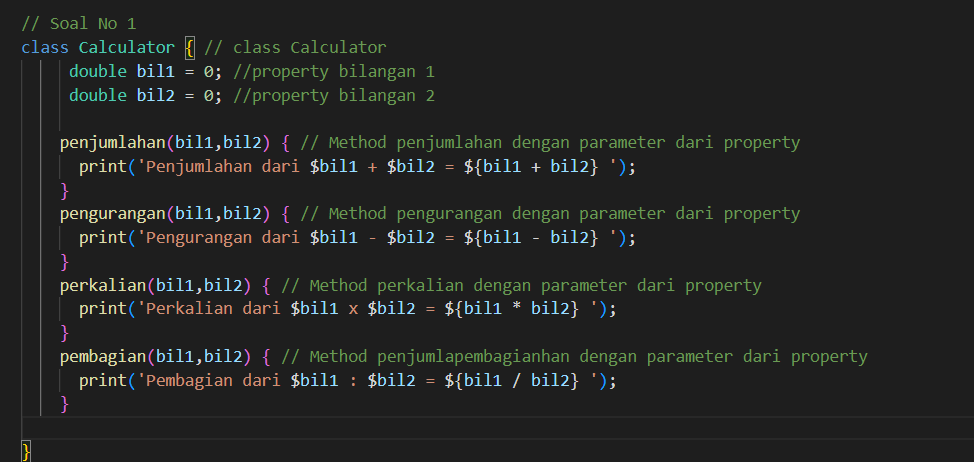 // Soal No 1
class Calculator { // class Calculator
double bil1 = 0; //property bilangan 1
double bil2 = 0; //property bilangan 2
penjumlahan(bil1,bil2) { // Method penjumlahan dengan parameter dari property
print('Penjumlahan dari $bil1 + $bil2 = ${bil1 + bil2} ');
}
pengurangan(bil1,bil2) { // Method pengurangan dengan parameter dari property
print('Pengurangan dari $bil1 - $bil2 = ${bil1 - bil2} ');
}
perkalian(bil1,bil2) { // Method perkalian dengan parameter dari property
print('Perkalian dari $bil1 x $bil2 = ${bil1 * bil2} ');
}
pembagian(bil1,bil2) { // Method penjumlapembagianhan dengan parameter dari property
print('Pembagian dari $bil1 : $bil2 = ${bil1 / bil2} ');
}
}